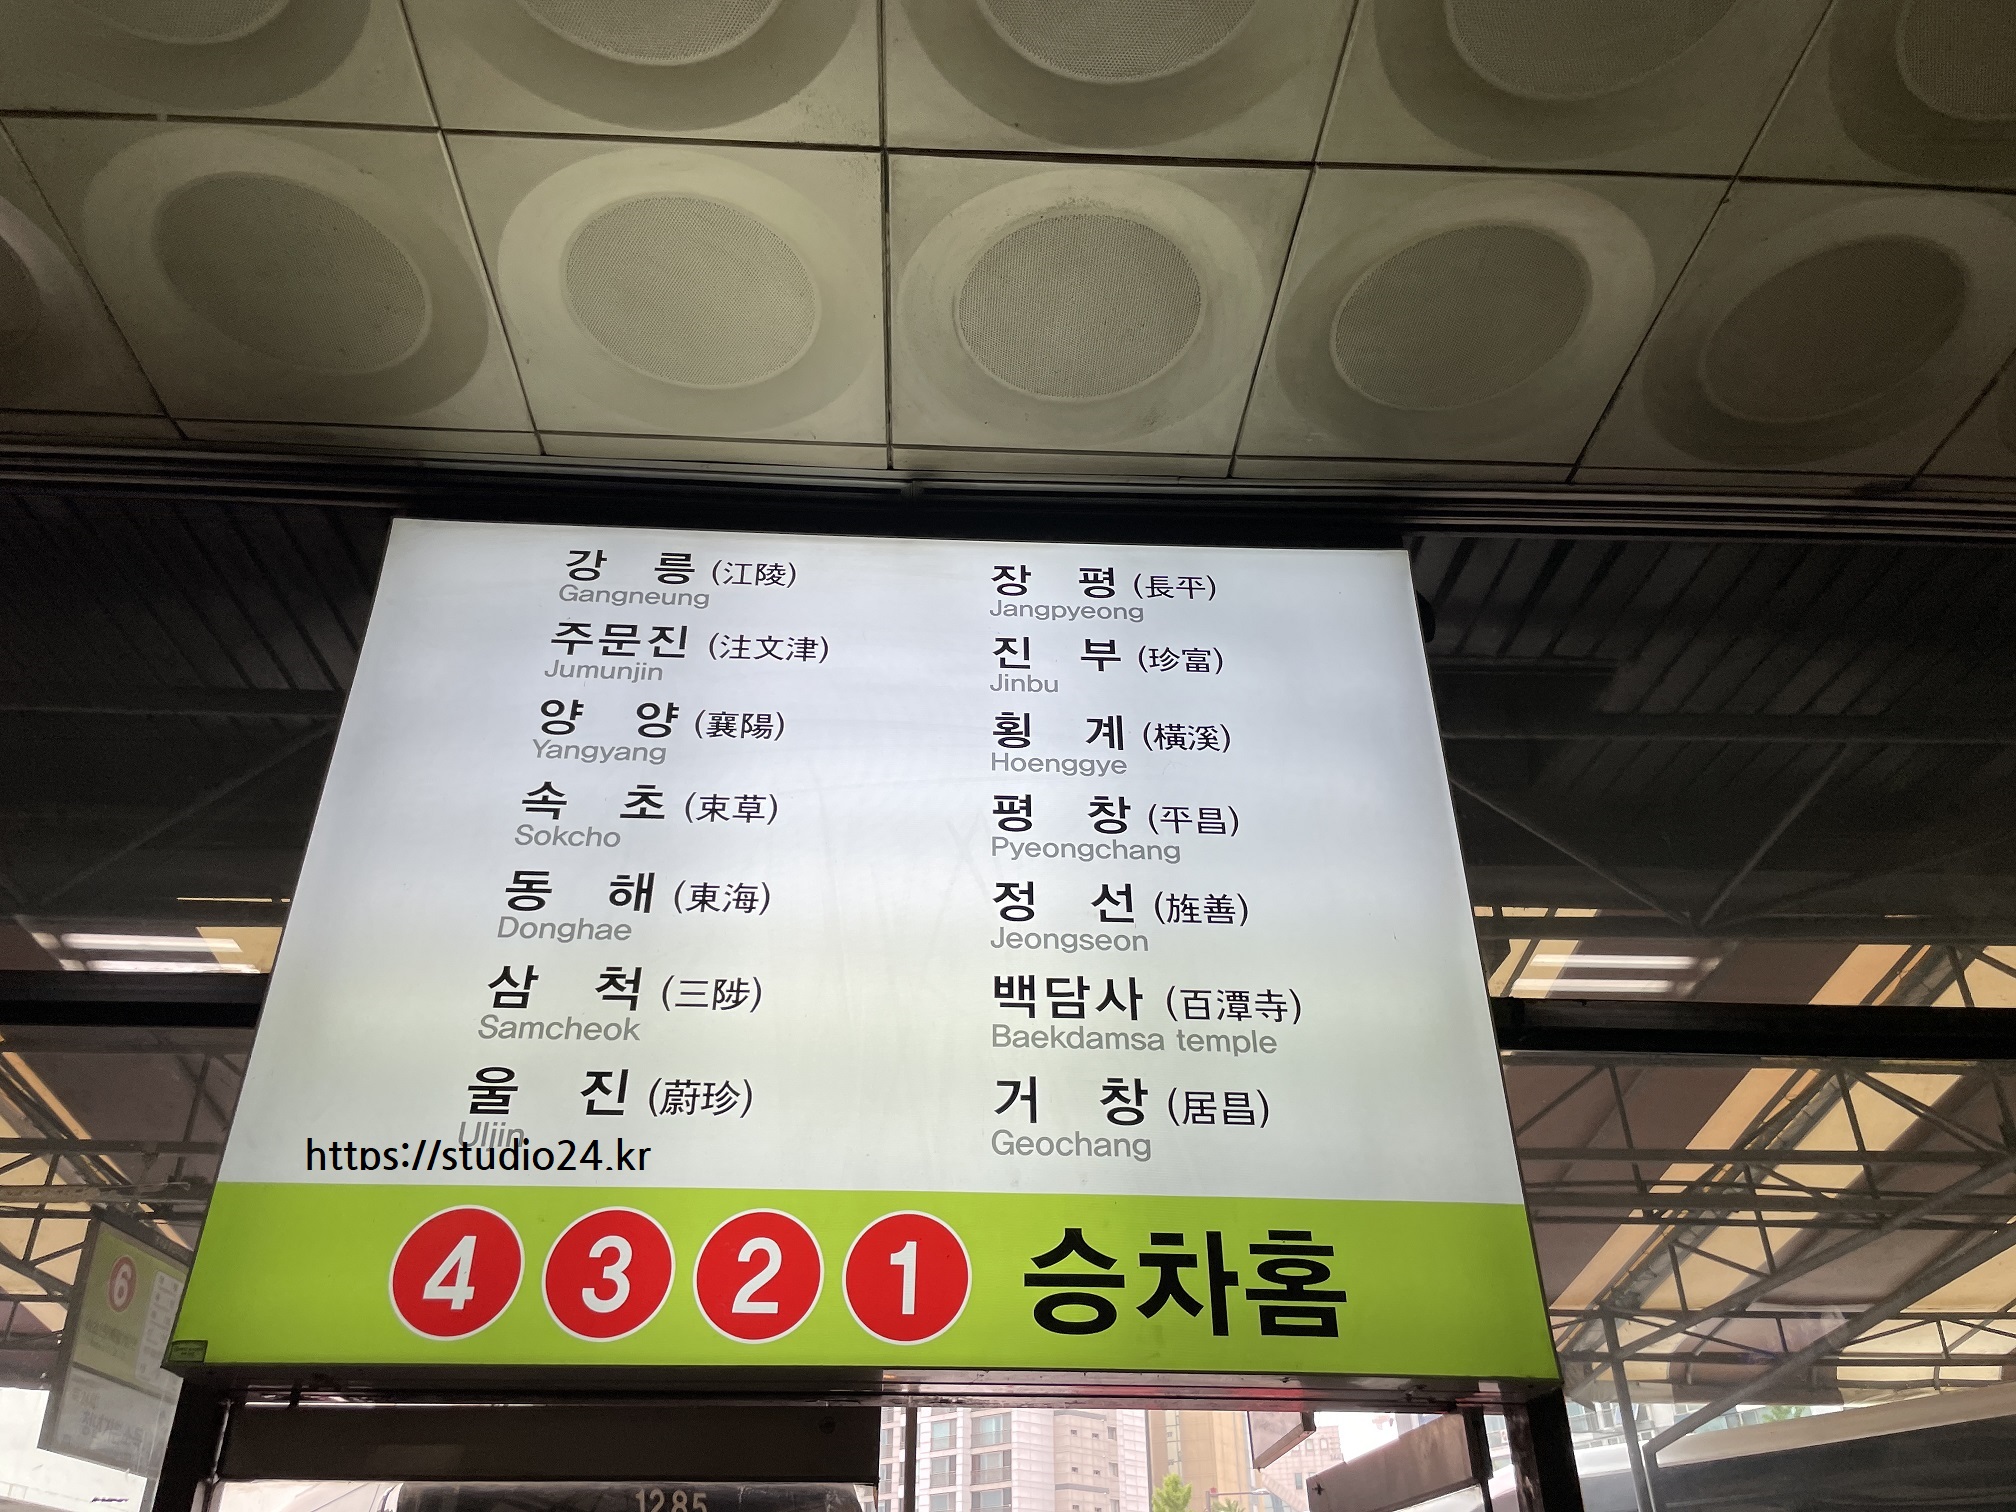 강 릉 (江陵)
Gangneung
주문진 (注文津)
Jumunjin
양 양 (襄陽)
Yangyang
속 초 (束草)
Sokcho
동 해 (東海)
Donghae
삼 척 (三陟)
Samcheok
울 진 (蔚珍)
Uljin
장 평 (長平)
Jangpyeong
진 부 (珍富)
Jinbu
횡 계 (橫溪)
Hoenggye
평 창 (平昌)
Pyeongchang
정 선 (旌善)
Jeongseon
백담사 (百潭寺)
Baekdamsa temple
거 창 (居昌)
Geochang
https://studio24.kr
4 3 2 1 승차홈
6
1285